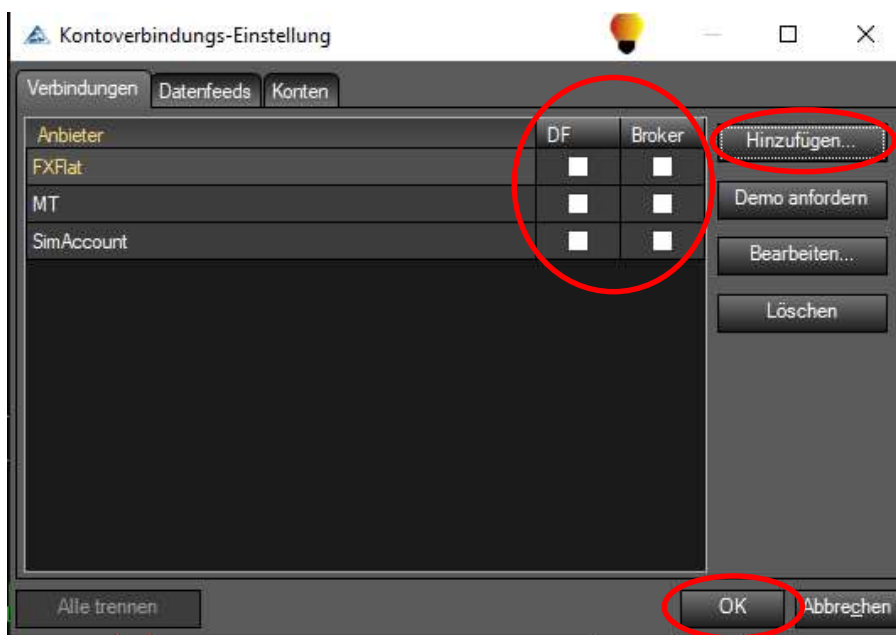 Kontoverbindungs-Einstellung
Verbindungen Datenfeeds Konten
Anbieter DF Broker
FXFlat
MT
SimAccount
Hinzufügen...
Demo anfordern
Bearbeiten...
Löschen
Alle trennen OK Abbrechen